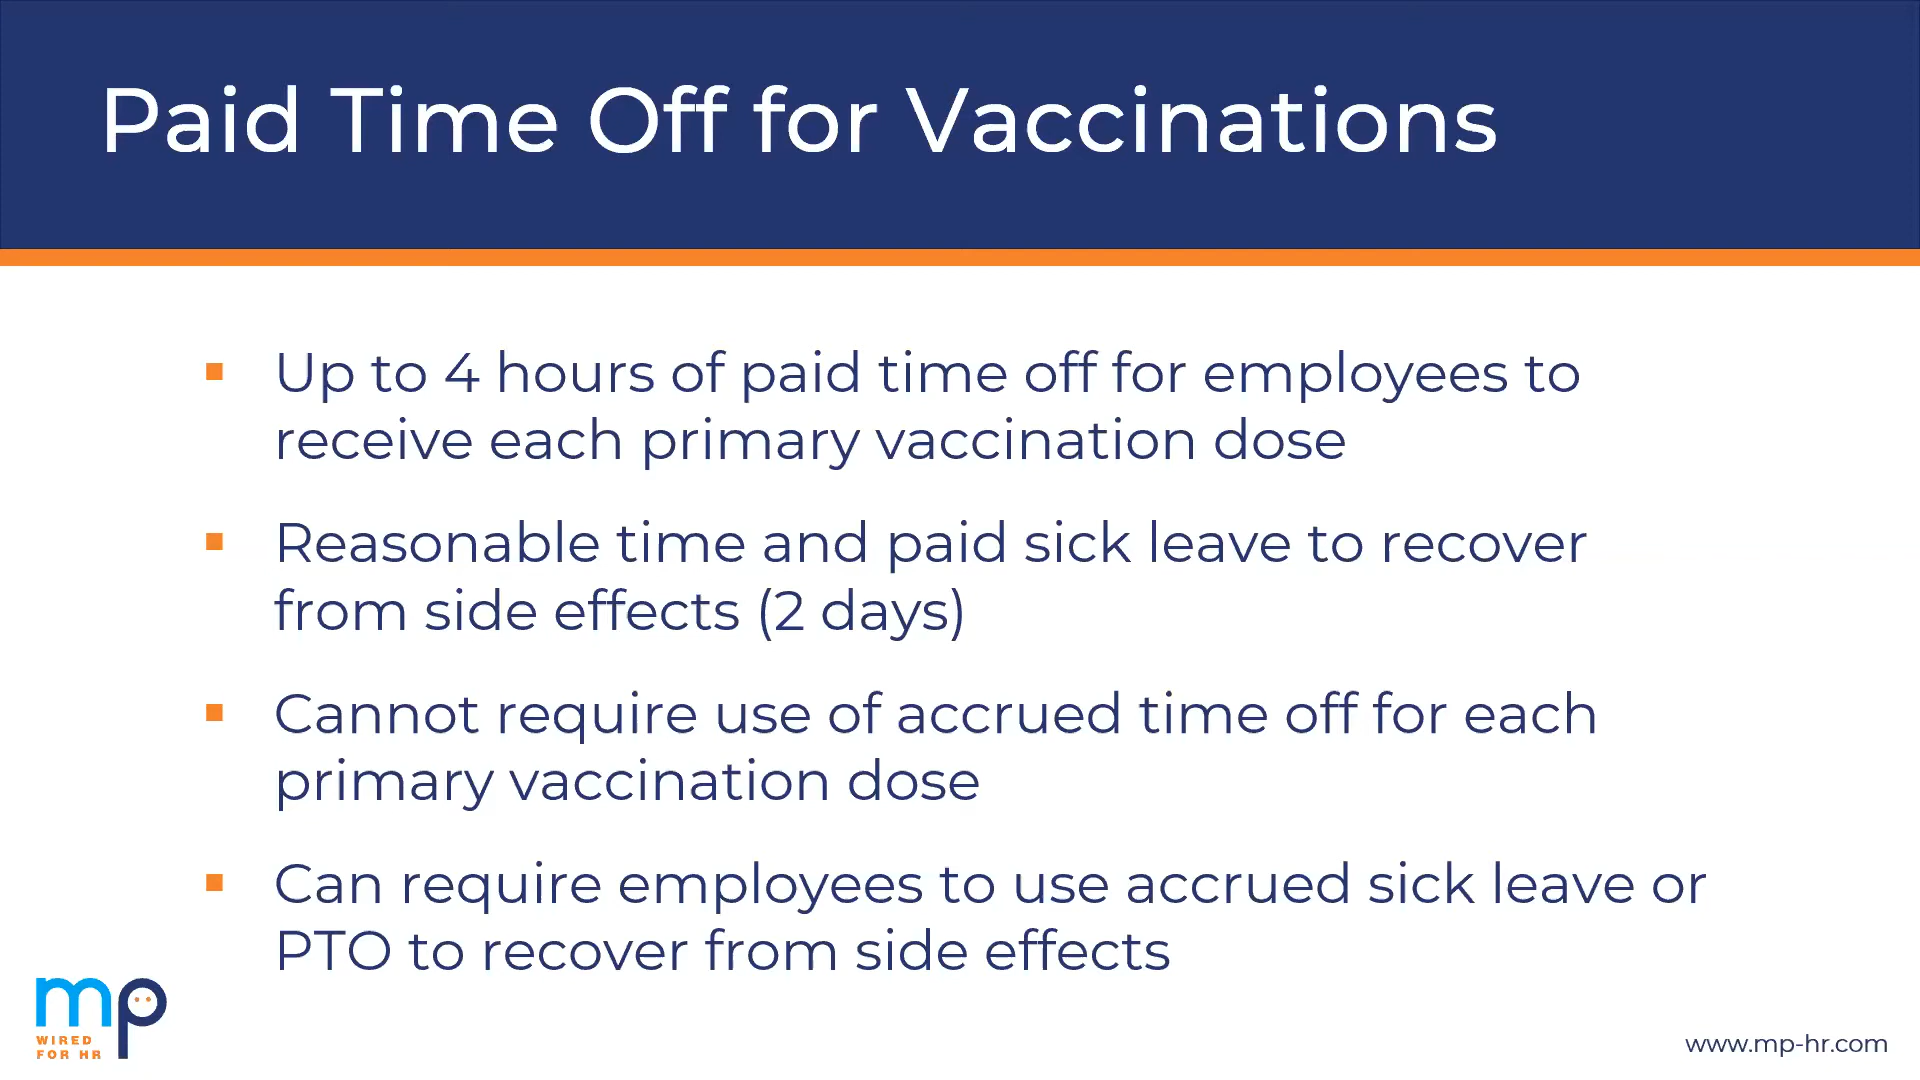 Paid Time Off for Vaccinations
Up to 4 hours of paid time off for employees to
receive each primary vaccination dose
Reasonable time and paid sick leave to recover
from side effects (2 days)
Cannot require use of accrued time off for each
primary vaccination dose
Can require employees to use accrued sick leave or
PTO to recover from side effects
mp
WIRED
FOR HR
www.mp-hr.com